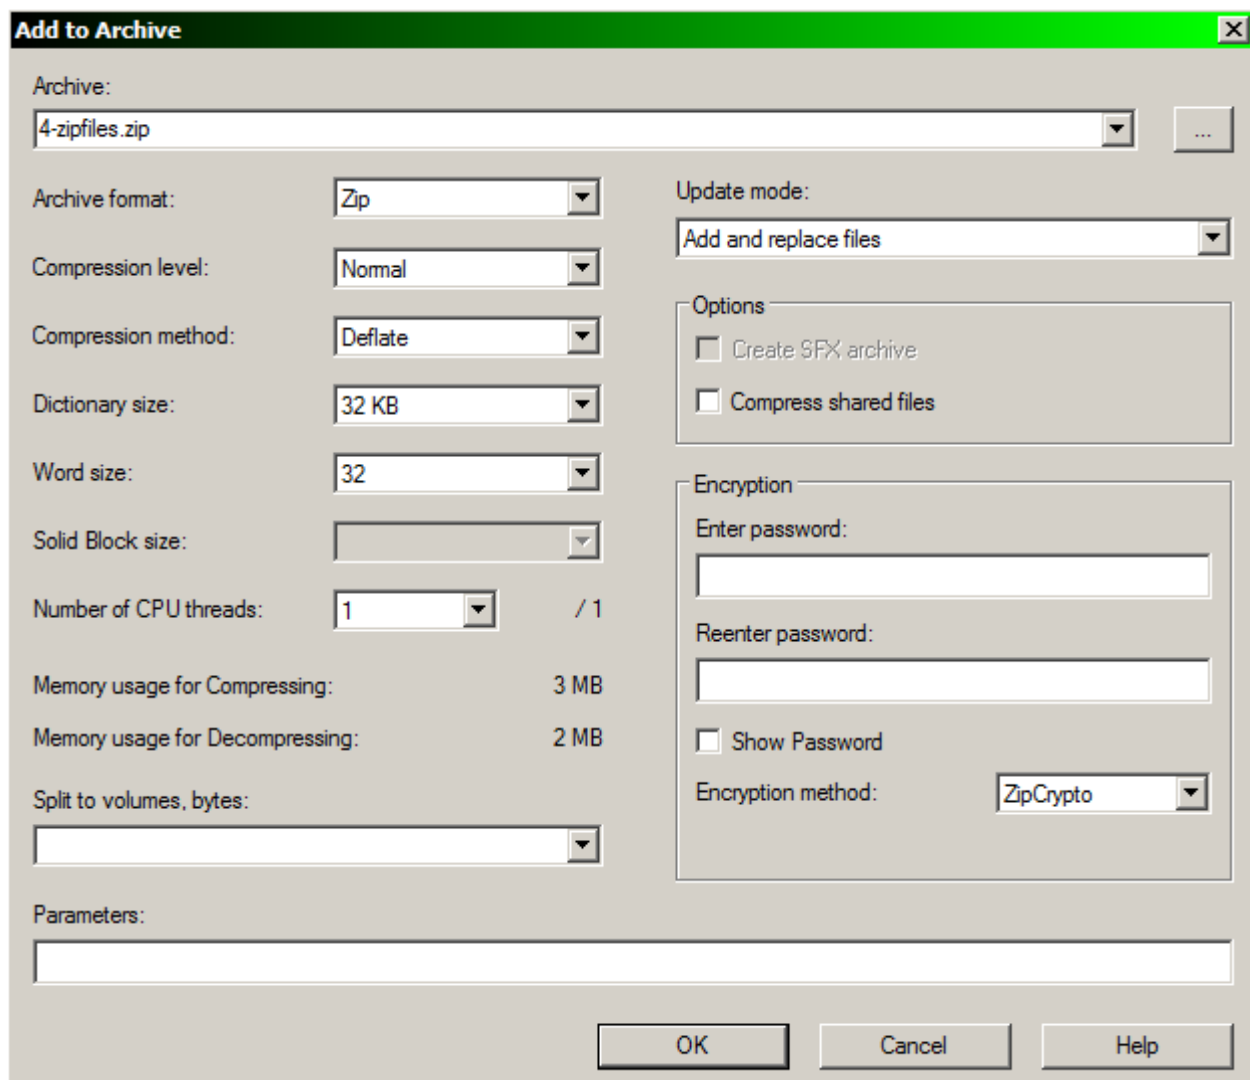 Add to Archive
Archive:
4-zipfiles.zip
...
Archive format:
Zip
Compression level:
Normal
Compression method:
Deflate
Dictionary size:
32 KB
Word size:
32
Solid Block size:
Number of CPU threads:
1
/ 1
Memory usage for Compressing:
3 MB
Memory usage for Decompressing:
2 MB
Split to volumes, bytes:
Update mode:
Add and replace files
Options
Create SFX archive
Compress shared files
Encryption
Enter password:
Reenter password:
Show Password
Encryption method:
ZipCrypto
Parameters:
OK
Cancel
Help